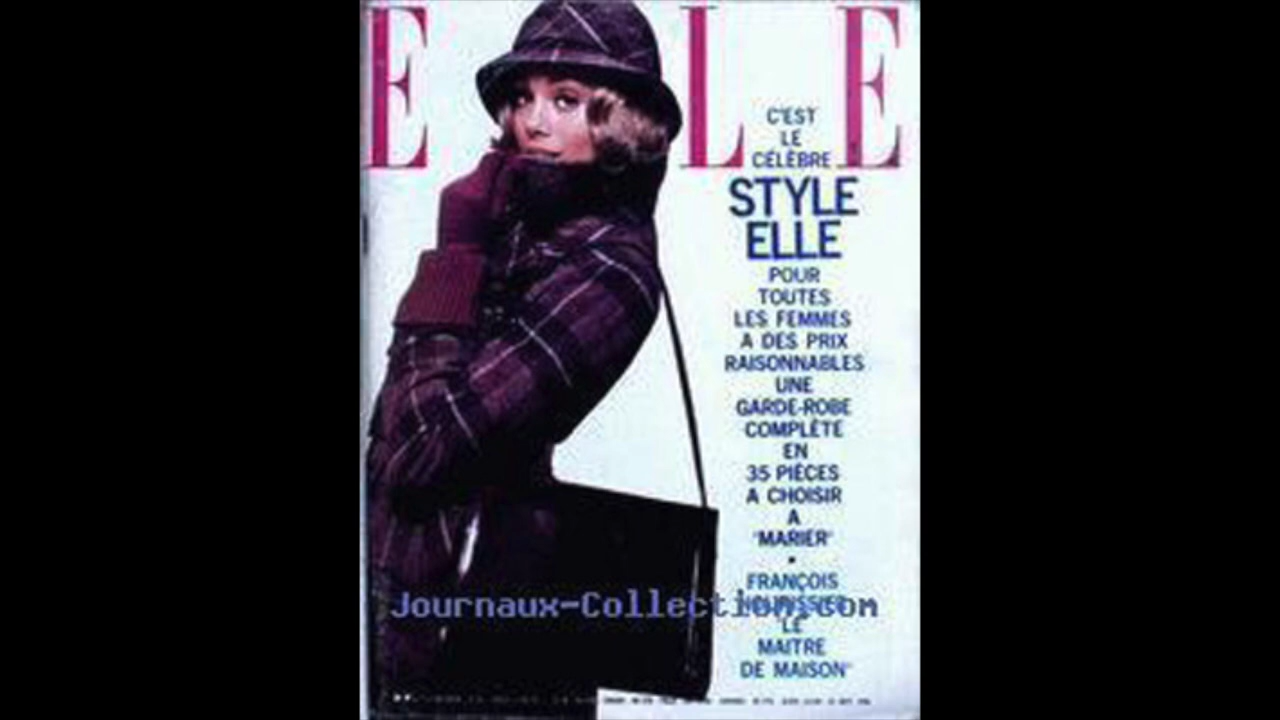 ELLE
C'EST
LE
CÉLÈBRE
STYLE
ELLE
POUR
TOUTES
LES FEMMES
A DES PRIX
RAISONNABLES
UNE
GARDE-ROBE
COMPLÈTE
EN
35 PIÈCES
A CHOISIR
A
"MARIER"
•
FRANÇOIS
LE
MAITRE
DE MAISON"
Journaux-Collection.com